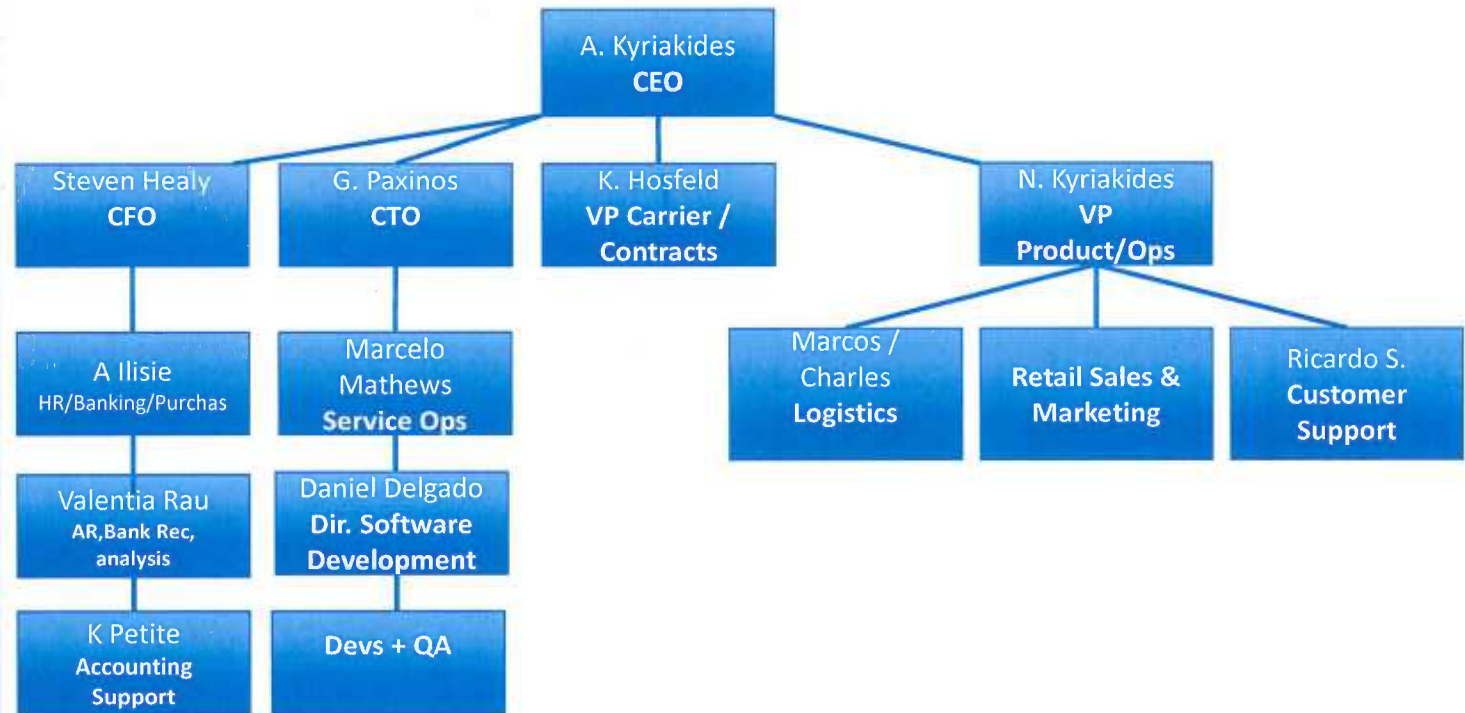 A. Kyriakides
CEO
Steven Healy
CFO
G. Paxinos
CTO
K. Hosfeld
VP Carrier /
Contracts
N. Kyriakides
VP
Product/Ops
A Ilisie
HR/Banking/Purchas
Marcelo
Mathews
Service Ops
Marcos /
Charles
Logistics
Retail Sales &
Marketing
Ricardo S.
Customer
Support
Valentia Rau
AR,Bank Rec,
analysis
Daniel Delgado
Dir. Software
Development
K Petite
Accounting
Support
Devs + QA